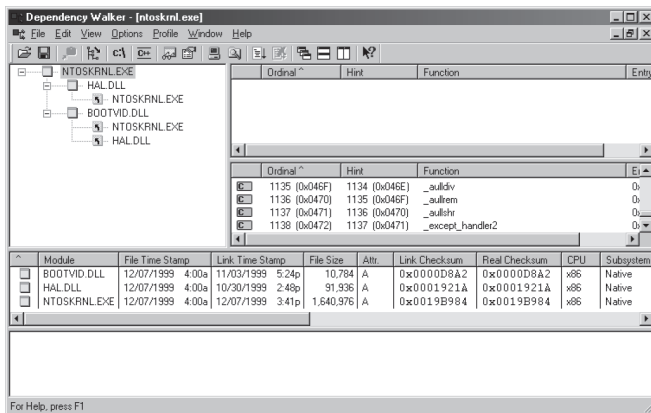 Dependency Walker - [ntoskrnl.exe]
File Edit View Options Profile Window Help
C:\ C++
NTOSKRNL.EXE
HAL.DLL
NTOSKRNL.EXE
BOOTVID.DLL
NTOSKRNL.EXE
HAL.DLL
Ordinal ^ Hint Function Entry
Ordinal ^ Hint Function
C 1135 (0x046F) 1134 (0x046E) _aulldiv
C 1136 (0x0470) 1135 (0x046F) _aullrem
C 1137 (0x0471) 1136 (0x0470) _aullshr
C 1138 (0x0472) 1137 (0x0471) _except_handler2
^ Module File Time Stamp Link Time Stamp File Size Attr. Link Checksum Real Checksum CPU Subsystem
BOOTVID.DLL 12/07/1999 4:00a 11/03/1999 5:24p 10,784 A 0x0000D8A2 0x0000D8A2 x86 Native
HAL.DLL 12/07/1999 4:00a 10/30/1999 2:48p 91,936 A 0x0001921A 0x0001921A x86 Native
NTOSKRNL.EXE 12/07/1999 4:00a 12/07/1999 3:41p 1,640,976 A 0x0019B984 0x0019B984 x86 Native
For Help, press F1